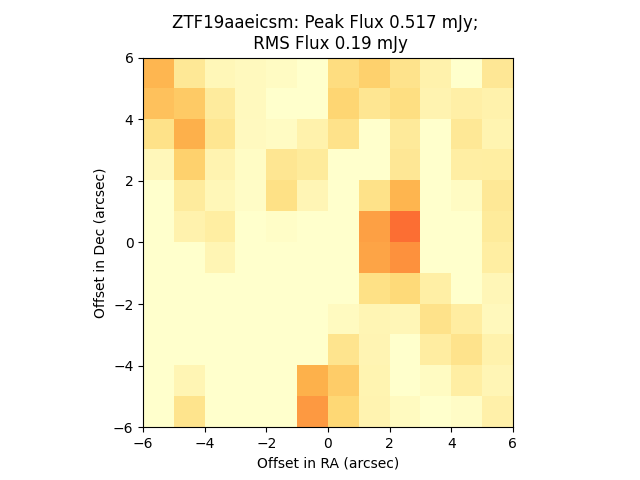 ZTF19aaeicsm: Peak Flux 0.517 mJy;
RMS Flux 0.19 mJy
6
4
2
0
−2
−4
−6
Offset in Dec (arcsec)
−6 −4 −2 0 2 4 6
Offset in RA (arcsec)